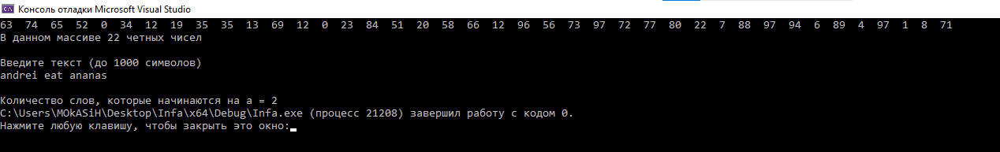 Консоль отладки Microsoft Visual Studio
63 74 65 52 0 34 12 19 35 35 13 69 12 0 23 84 51 20 58 66 12 96 56 73 97 72 77 80 22 7 88 97 94 6 89 4 97 1 8 71
В данном массиве 22 четных чисел
Введите текст (до 1000 символов)
andrei eat ananas
Количество слов, которые начинаются на a = 2
C:\Users\MOkASiH\Desktop\Infa\x64\Debug\Infa.exe (процесс 21208) завершил работу с кодом 0.
Нажмите любую клавишу, чтобы закрыть это окно: